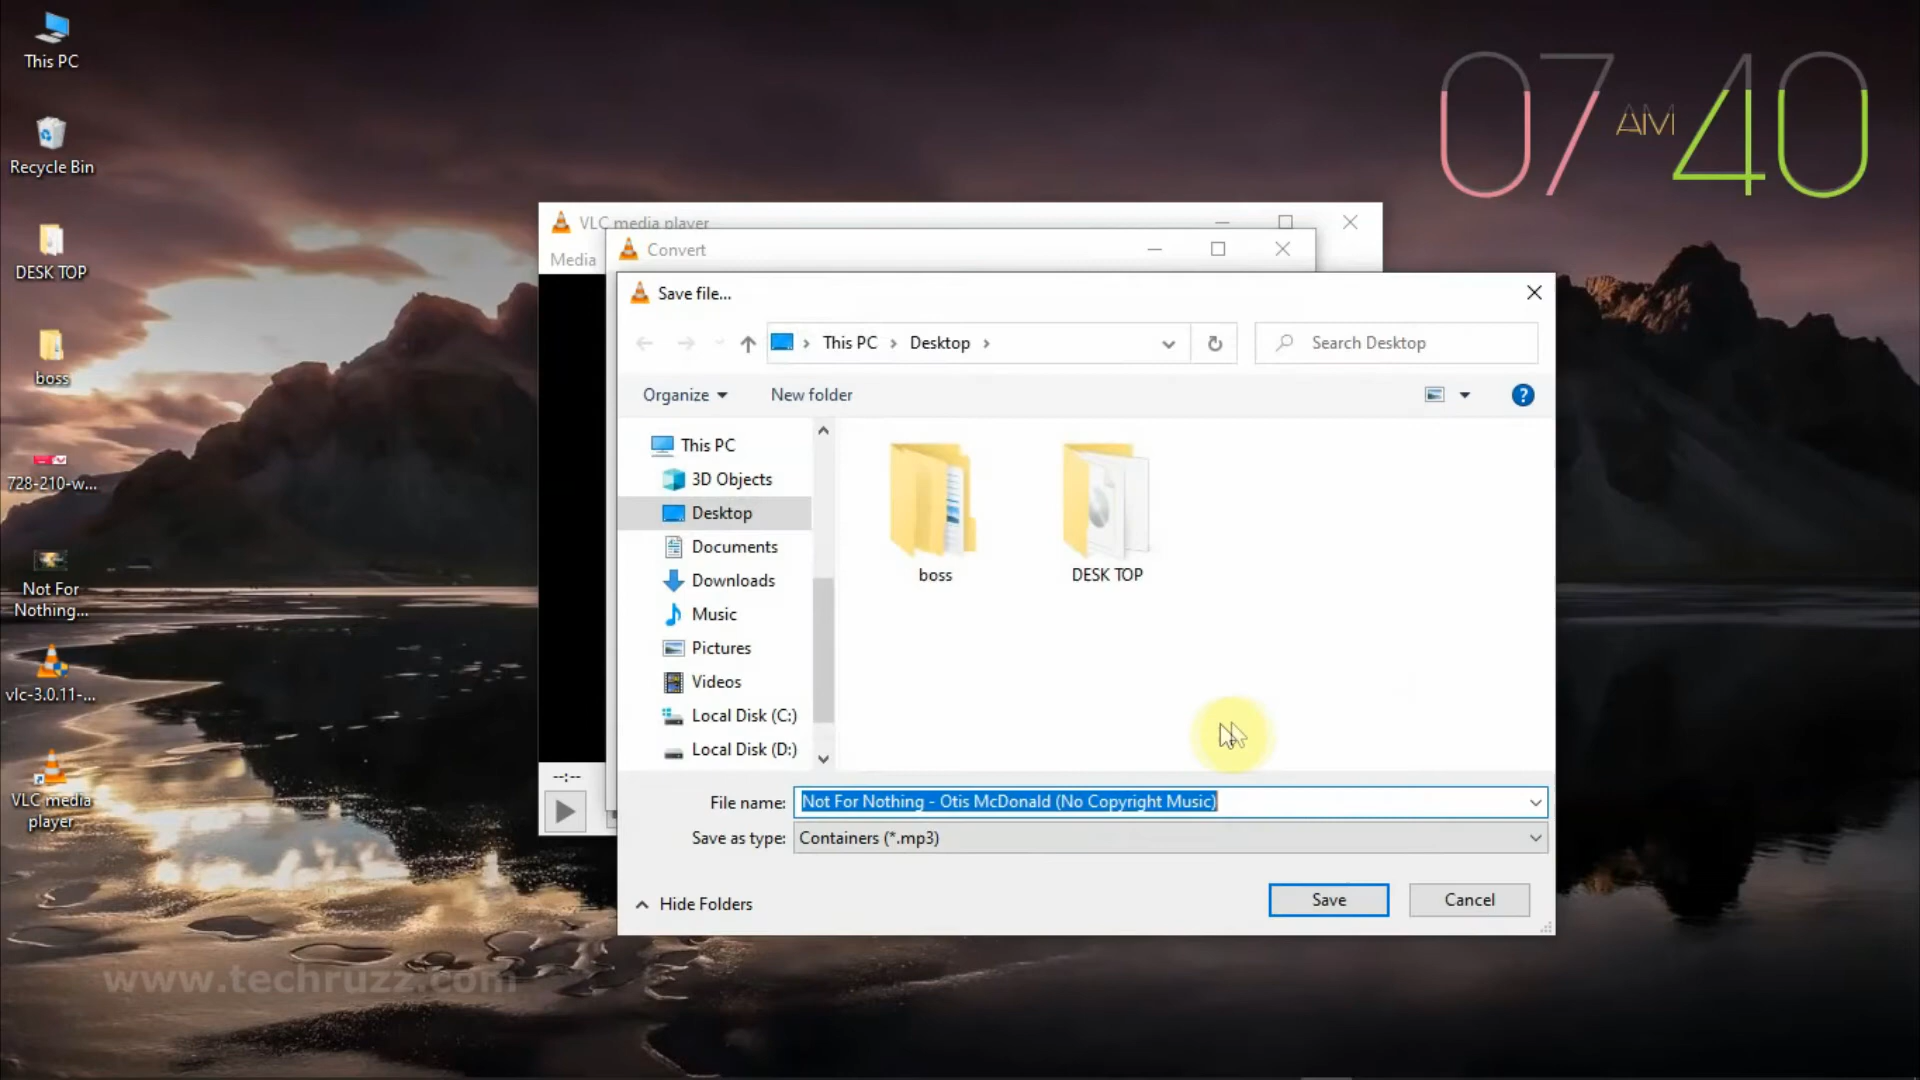 This PC
Recycle Bin
DESK TOP
boss
728-210-w...
Not For
Nothing...
vlc-3.0.11-...
VLC media
player
07 AM 40
VLC media player
Media
Convert
Save file...
This PC
Desktop
Search Desktop
Organize
New folder
?
This PC
3D Objects
Desktop
Documents
Downloads
Music
Pictures
Videos
Local Disk (C:)
Local Disk (D:)
boss
DESK TOP
--:--
File name: Not For Nothing - Otis McDonald (No Copyright Music)
Save as type: Containers (*.mp3)
Hide Folders
Save
Cancel
www.techruzz.com